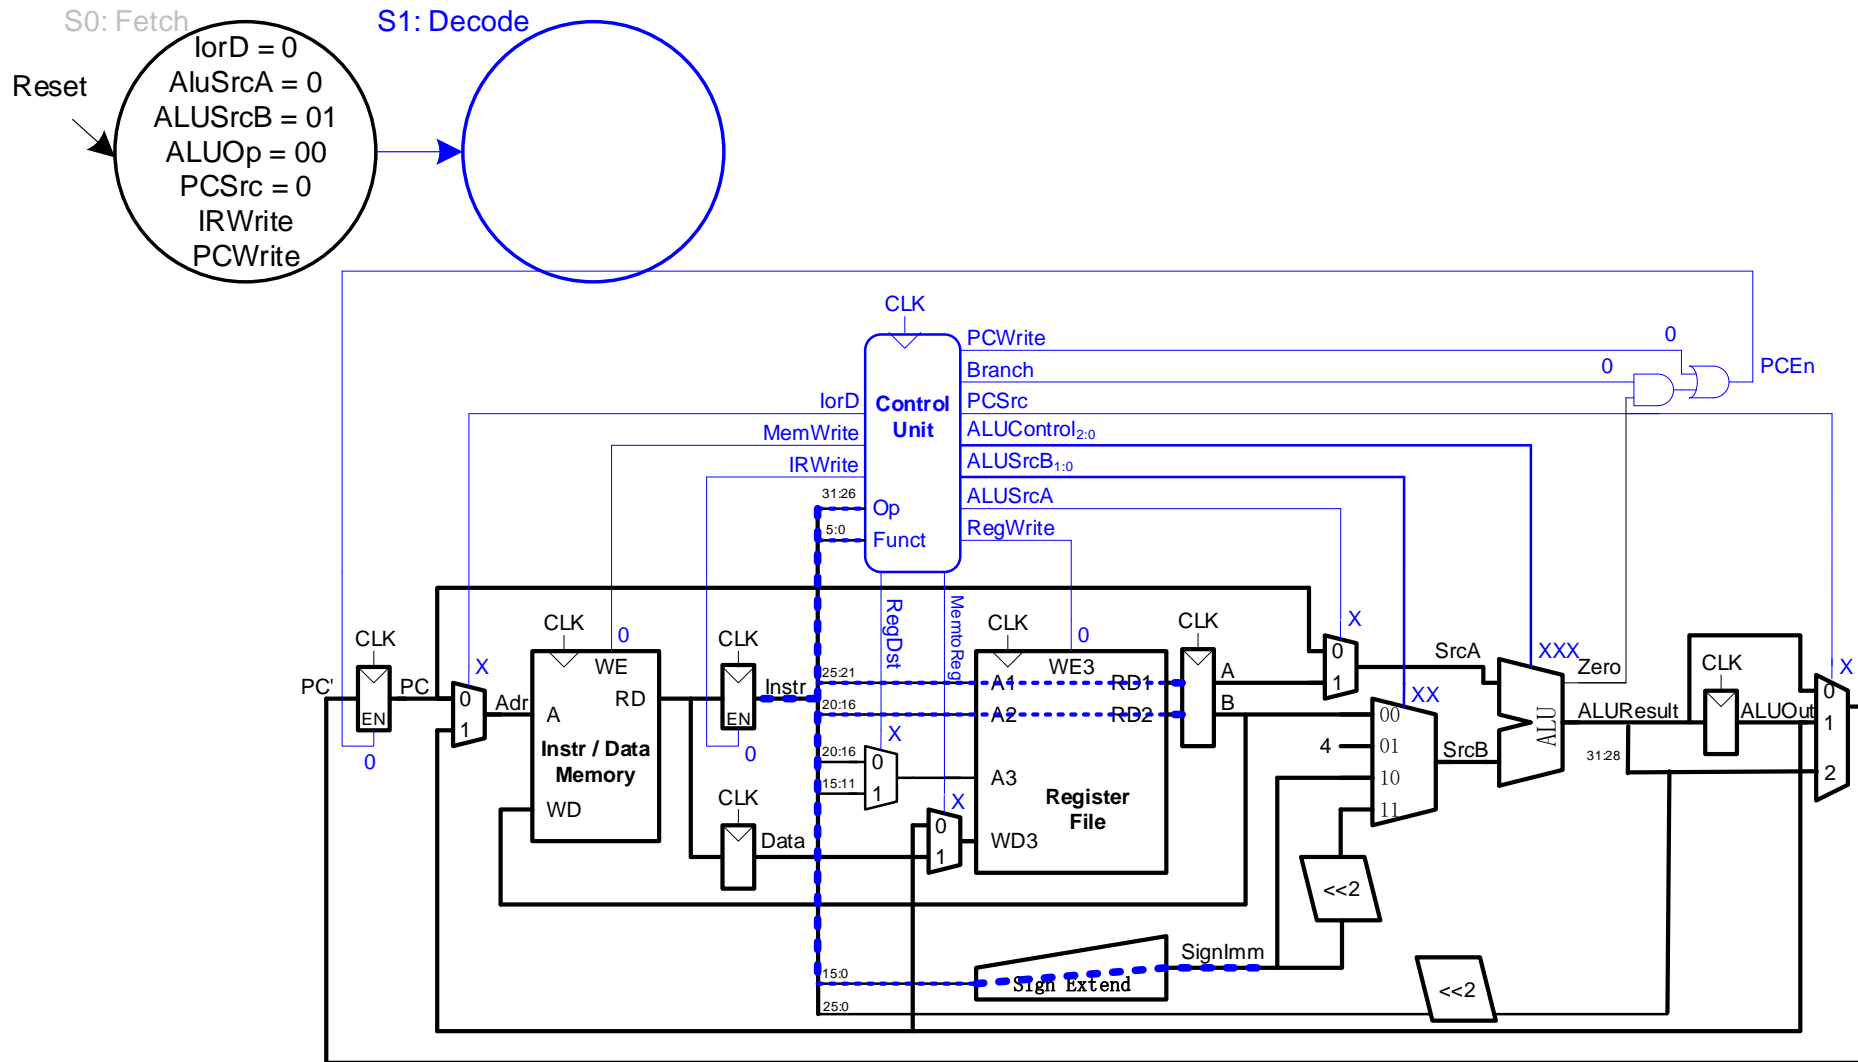 S0: Fetch
S1: Decode
Reset
IorD = 0
AluSrcA = 0
ALUSrcB = 01
ALUOp = 00
PCSrc = 0
IRWrite
PCWrite
CLK
PCWrite
0
Branch
0
PCEn
IorD
Control
Unit
PCSrc
MemWrite
ALUControl2:0
IRWrite
ALUSrcB1:0
31:26
Op
ALUSrcA
5:0
Funct
RegWrite
RegDst
MemtoReg
CLK
CLK
0
CLK
CLK
0
CLK
X
X
WE
WE3
SrcA
XXX
Zero
CLK
X
PC'
PC
EN
0
0
1
Adr
A
RD
Instr / Data
Memory
WD
EN
0
Instr
25:21
A1
RD1
A
0
1
20:16
A2
RD2
B
XX
00
4
01
10
11
SrcB
ALU
ALUResult
31:28
ALUOut
0
1
2
X
20:16
0
15:11
1
A3
Register
File
CLK
Data
X
0
1
WD3
<<2
SignImm
15:0
Sign Extend
<<2
25:0